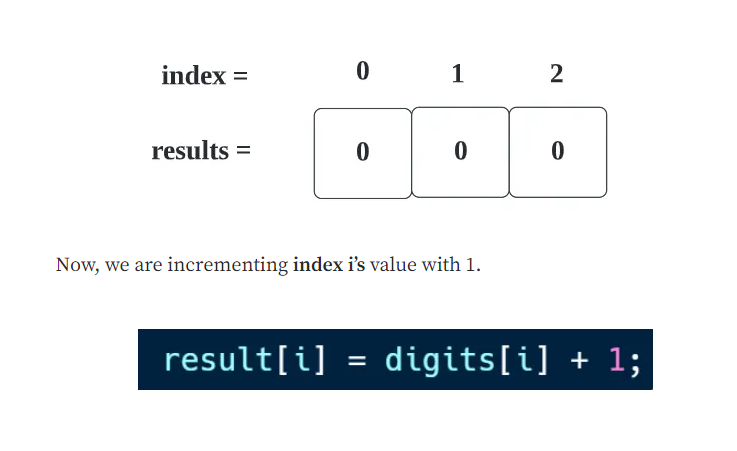 index = 0 1 2
results = 0 0 0
Now, we are incrementing index i’s value with 1.
result[i] = digits[i] + 1;